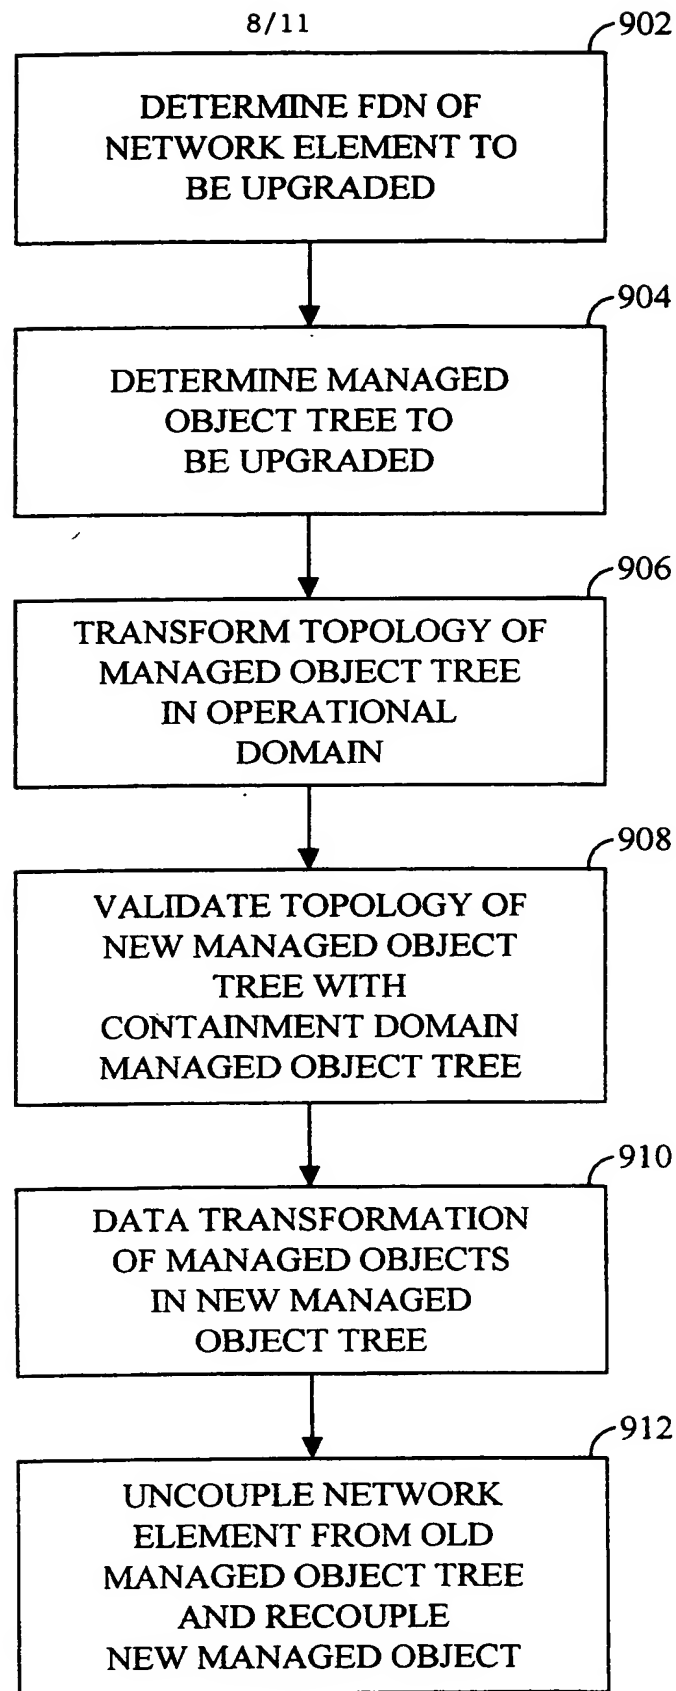 8/11
902
DETERMINE FDN OF
NETWORK ELEMENT TO
BE UPGRADED
904
DETERMINE MANAGED
OBJECT TREE TO
BE UPGRADED
906
TRANSFORM TOPOLOGY OF
MANAGED OBJECT TREE
IN OPERATIONAL
DOMAIN
908
VALIDATE TOPOLOGY OF
NEW MANAGED OBJECT
TREE WITH
CONTAINMENT DOMAIN
MANAGED OBJECT TREE
910
DATA TRANSFORMATION
OF MANAGED OBJECTS
IN NEW MANAGED
OBJECT TREE
912
UNCOUPLE NETWORK
ELEMENT FROM OLD
MANAGED OBJECT TREE
AND RECOUPLE
NEW MANAGED OBJECT